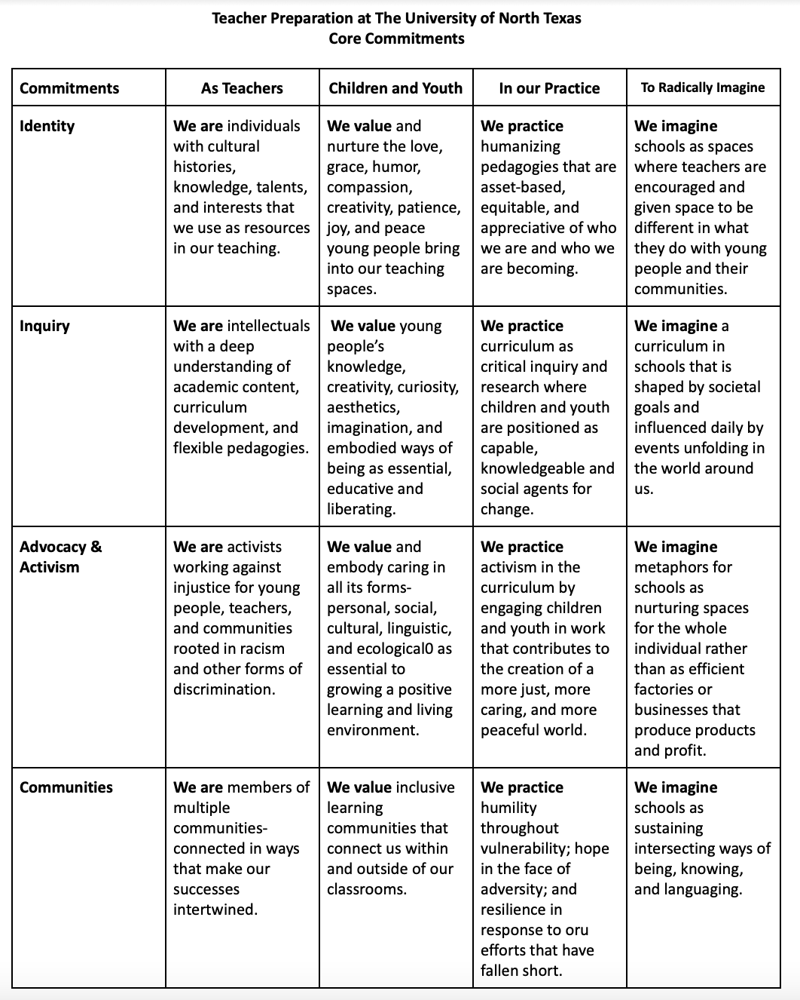 Teacher Preparation at The University of North Texas
Core Commitments
Commitments
As Teachers
Children and Youth
In our Practice
To Radically Imagine
Identity
We are individuals
with cultural
histories,
knowledge, talents,
and interests that
we use as resources
in our teaching.
We value and
nurture the love,
grace, humor,
compassion,
creativity, patience,
joy, and peace
young people bring
into our teaching
spaces.
We practice
humanizing
pedagogies that are
asset-based,
equitable, and
appreciative of who
we are and who we
are becoming.
We imagine
schools as spaces
where teachers are
encouraged and
given space to be
different in what
they do with young
people and their
communities.
Inquiry
We are intellectuals
with a deep
understanding of
academic content,
curriculum
development, and
flexible pedagogies.
We value young
people’s
knowledge,
creativity, curiosity,
aesthetics,
imagination, and
embodied ways of
being as essential,
educative and
liberating.
We practice
curriculum as
critical inquiry and
research where
children and youth
are positioned as
capable,
knowledgeable and
social agents for
change.
We imagine a
curriculum in
schools that is
shaped by societal
goals and
influenced daily by
events unfolding in
the world around
us.
Advocacy &
Activism
We are activists
working against
injustice for young
people, teachers,
and communities
rooted in racism
and other forms of
discrimination.
We value and
embody caring in
all its forms-
personal, social,
cultural, linguistic,
and ecological0 as
essential to
growing a positive
learning and living
environment.
We practice
activism in the
curriculum by
engaging children
and youth in work
that contributes to
the creation of a
more just, more
caring, and more
peaceful world.
We imagine
metaphors for
schools as
nurturing spaces
for the whole
individual rather
than as efficient
factories or
businesses that
produce products
and profit.
Communities
We are members of
multiple
communities-
connected in ways
that make our
successes
intertwined.
We value inclusive
learning
communities that
connect us within
and outside of our
classrooms.
We practice
humility
throughout
vulnerability; hope
in the face of
adversity; and
resilience in
response to oru
efforts that have
fallen short.
We imagine
schools as
sustaining
intersecting ways of
being, knowing,
and languaging.